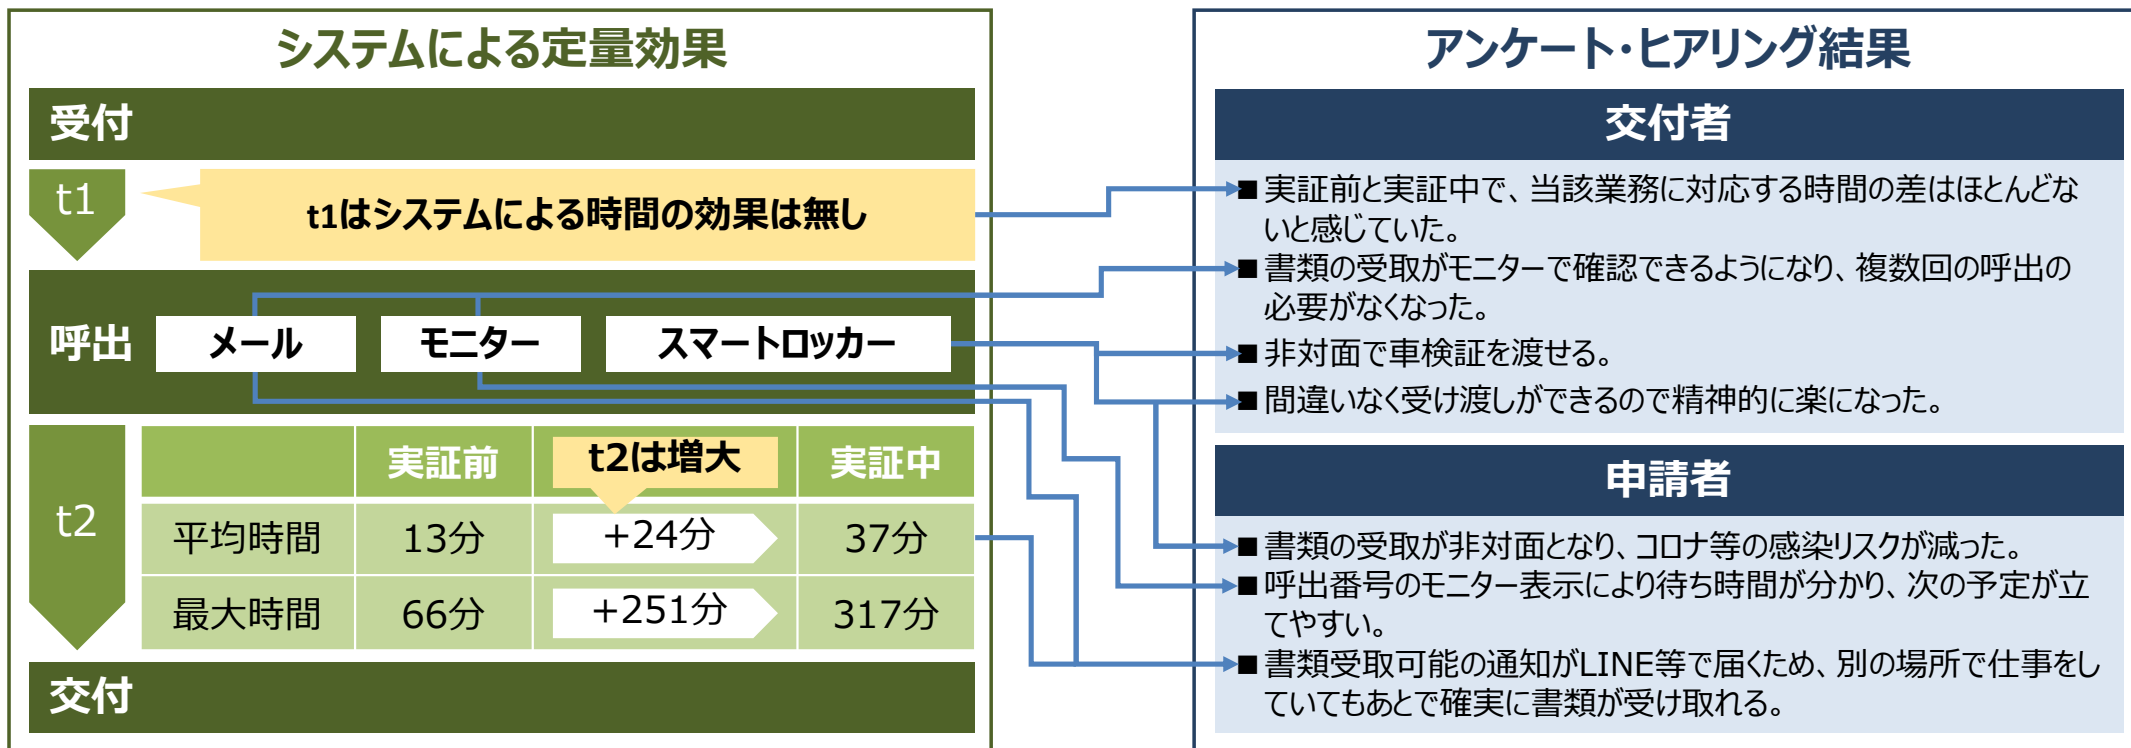 システムによる定量効果
受付
t1
t1はシステムによる時間の効果は無し
呼出
メール
モニター
スマートロッカー
t2
実証前
t2は増大
実証中
平均時間
13分
+24分
37分
最大時間
66分
+251分
317分
交付
アンケート・ヒアリング結果
交付者
■ 実証前と実証中で、当該業務に対応する時間の差はほとんどな
いと感じていた。
■ 書類の受取がモニターで確認できるようになり、複数回の呼出の
必要がなくなった。
■ 非対面で車検証を渡せる。
■ 間違いなく受け渡しができるので精神的に楽になった。
申請者
■ 書類の受取が非対面となり、コロナ等の感染リスクが減った。
■ 呼出番号のモニター表示により待ち時間が分かり、次の予定が立
てやすい。
■ 書類受取可能の通知がLINE等で届くため、別の場所で仕事をし
ていてもあとで確実に書類が受け取れる。